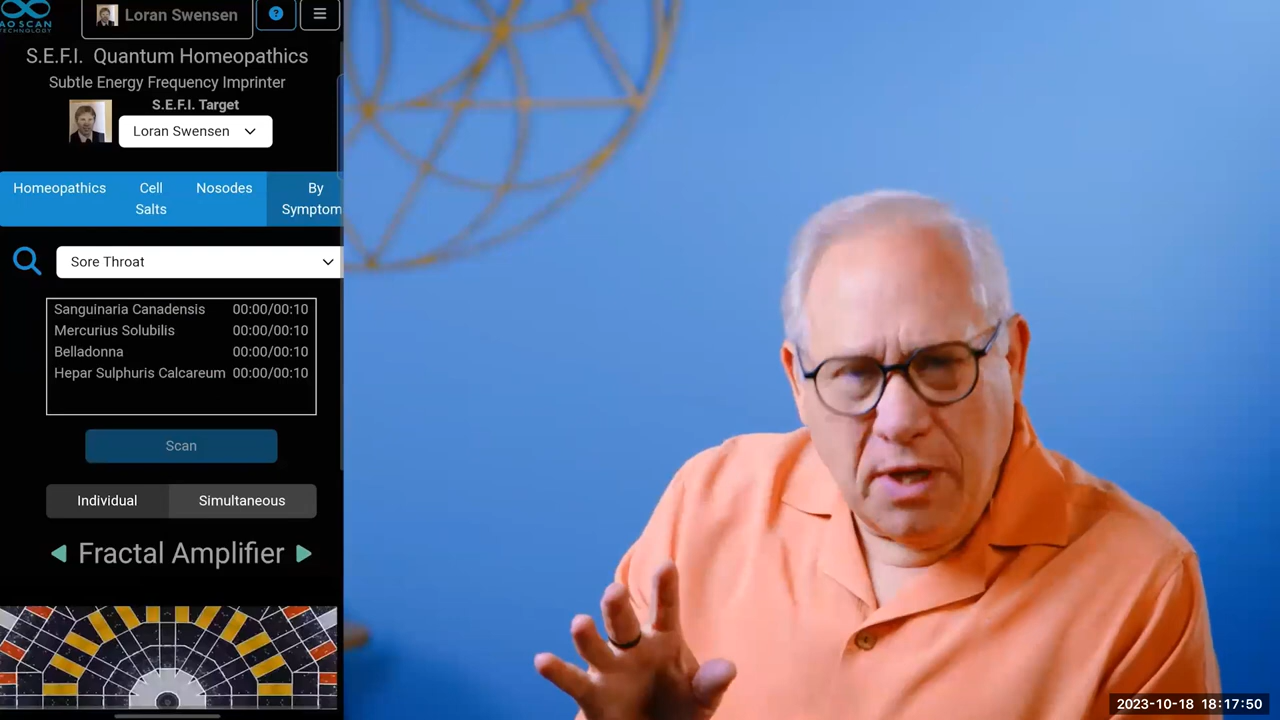 AO SCAN
TECHNOLOGY
Loran Swensen
?
S.E.F.I. Quantum Homeopathics
Subtle Energy Frequency Imprinter
S.E.F.I. Target
Loran Swensen
Homeopathics
Cell
Salts
Nosodes
By
Symptom
Sore Throat
Sanguinaria Canadensis 00:00/00:10
Mercurius Solubilis 00:00/00:10
Belladonna 00:00/00:10
Hepar Sulphuris Calcareum 00:00/00:10
Scan
Individual Simultaneous
Fractal Amplifier
2023-10-18 18:17:50